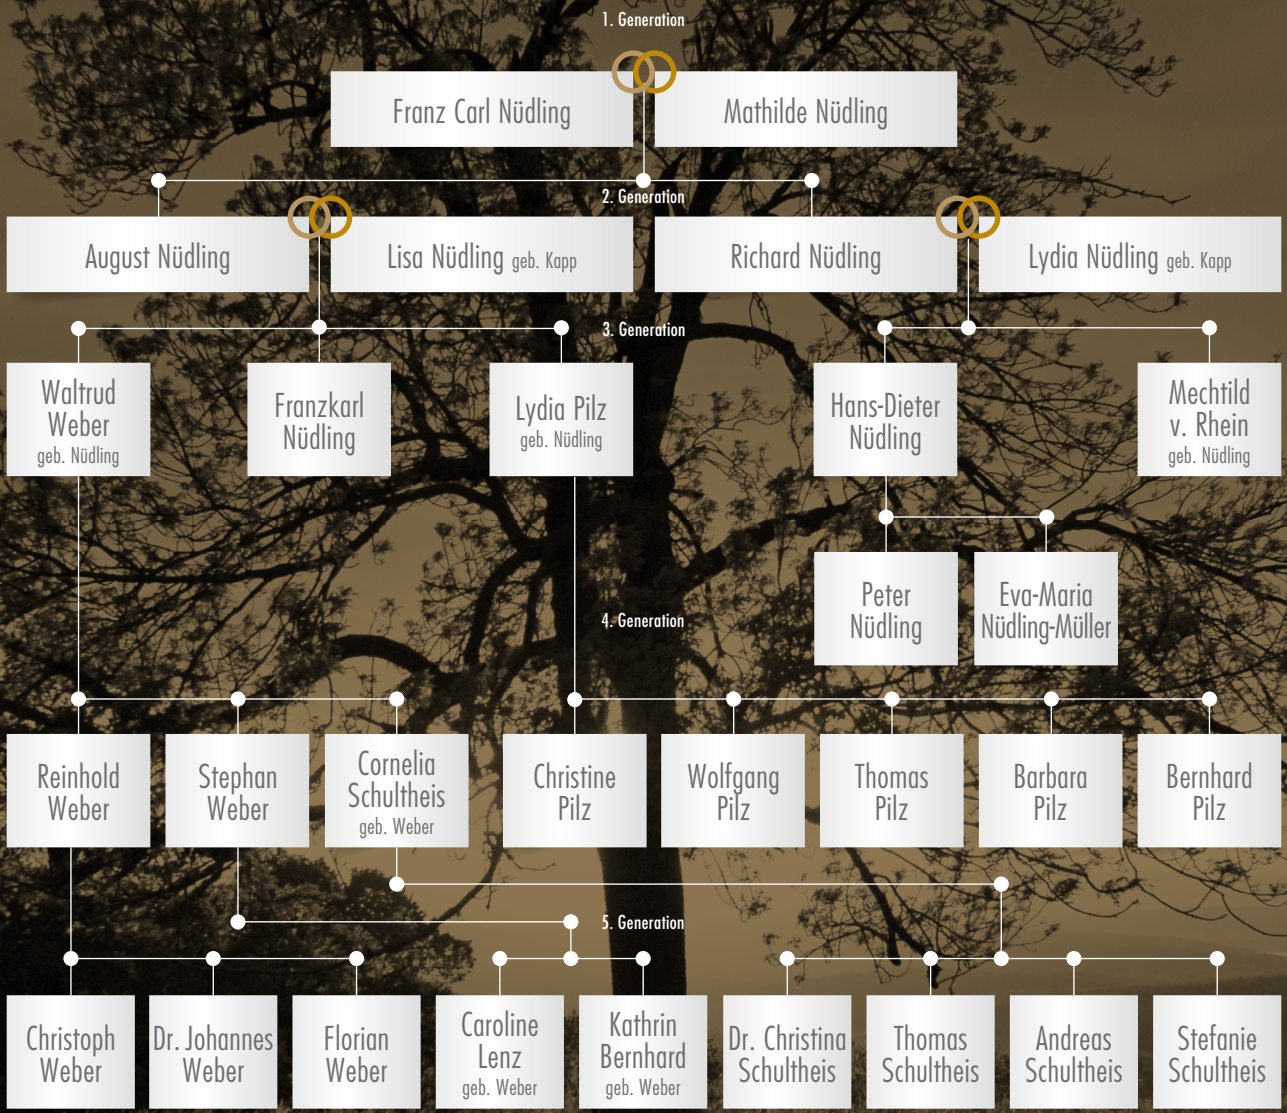 1. Generation
Franz Carl Nüdling
Mathilde Nüdling
2. Generation
August Nüdling
Lisa Nüdling geb. Kapp
Richard Nüdling
Lydia Nüdling geb. Kapp
3. Generation
Waltrud
Weber
geb. Nüdling
Franzkarl
Nüdling
Lydia Pilz
geb. Nüdling
Hans-Dieter
Nüdling
Mechtild
v. Rhein
geb. Nüdling
Peter
Nüdling
Eva-Maria
Nüdling-Müller
4. Generation
Reinhold
Weber
Stephan
Weber
Cornelia
Schultheis
geb. Weber
Christine
Pilz
Wolfgang
Pilz
Thomas
Pilz
Barbara
Pilz
Bernhard
Pilz
5. Generation
Christoph
Weber
Dr. Johannes
Weber
Florian
Weber
Caroline
Lenz
geb. Weber
Kathrin
Bernhard
geb. Weber
Dr. Christina
Schultheis
Thomas
Schultheis
Andreas
Schultheis
Stefanie
Schultheis